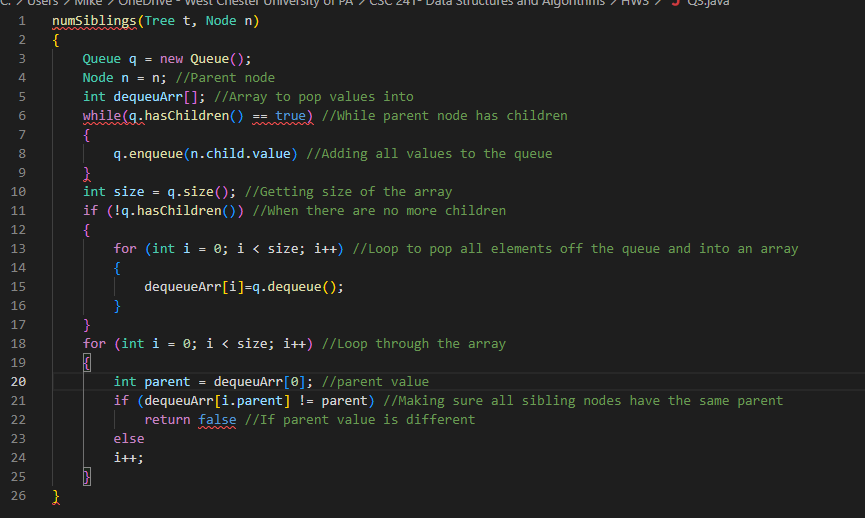 C: > Users > Mike > OneDrive - West Chester University of PA > CSC 241- Data Structures and Algorithms > HW3 > J Q3.java
1 numSiblings(Tree t, Node n)
2 {
3 Queue q = new Queue();
4 Node n = n; //Parent node
5 int dequeuArr[]; //Array to pop values into
6 while(q.hasChildren() == true) //While parent node has children
7 {
8 q.enqueue(n.child.value) //Adding all values to the queue
9 }
10 int size = q.size(); //Getting size of the array
11 if (!q.hasChildren()) //When there are no more children
12 {
13 for (int i = 0; i < size; i++) //Loop to pop all elements off the queue and into an array
14 {
15 dequeueArr[i]=q.dequeue();
16 }
17 }
18 for (int i = 0; i < size; i++) //Loop through the array
19 {
20 int parent = dequeuArr[0]; //parent value
21 if (dequeuArr[i.parent] != parent) //Making sure all sibling nodes have the same parent
22 return false //If parent value is different
23 else
24 i++;
25 }
26 }